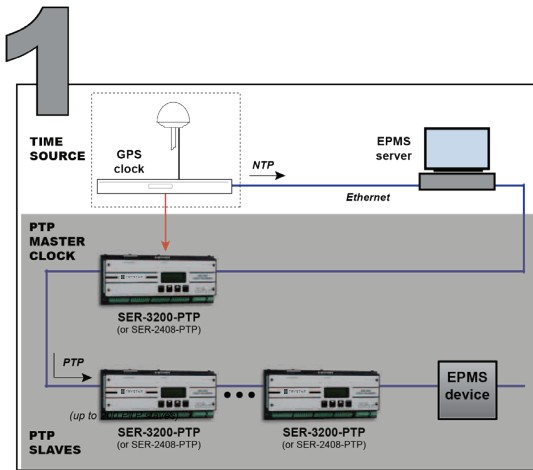 1
TIME
SOURCE
GPS
clock
NTP
EPMS
server
Ethernet
PTP
MASTER
CLOCK
SER-3200-PTP
(or SER-2408-PTP)
PTP
EPMS
device
(up to
PTP
SLAVES
SER-3200-PTP
(or SER-2408-PTP)
SER-3200-PTP
(or SER-2408-PTP)